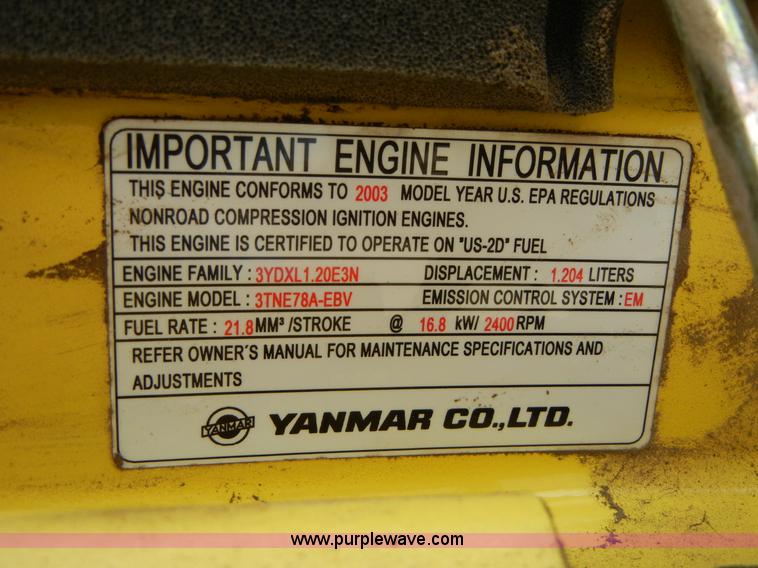 IMPORTANT ENGINE INFORMATION
THIS ENGINE CONFORMS TO 2003 MODEL YEAR U.S. EPA REGULATIONS
NONROAD COMPRESSION IGNITION ENGINES.
THIS ENGINE IS CERTIFIED TO OPERATE ON "US-2D" FUEL
ENGINE FAMILY : 3YDXL1.20E3N DISPLACEMENT : 1.204 LITERS
ENGINE MODEL : 3TNE78A-EBV EMISSION CONTROL SYSTEM : EM
FUEL RATE : 21.8 MM³ /STROKE @ 16.8 kW/ 2400 RPM
REFER OWNER'S MANUAL FOR MAINTENANCE SPECIFICATIONS AND
ADJUSTMENTS
YANMAR YANMAR CO.,LTD.
www.purplewave.com